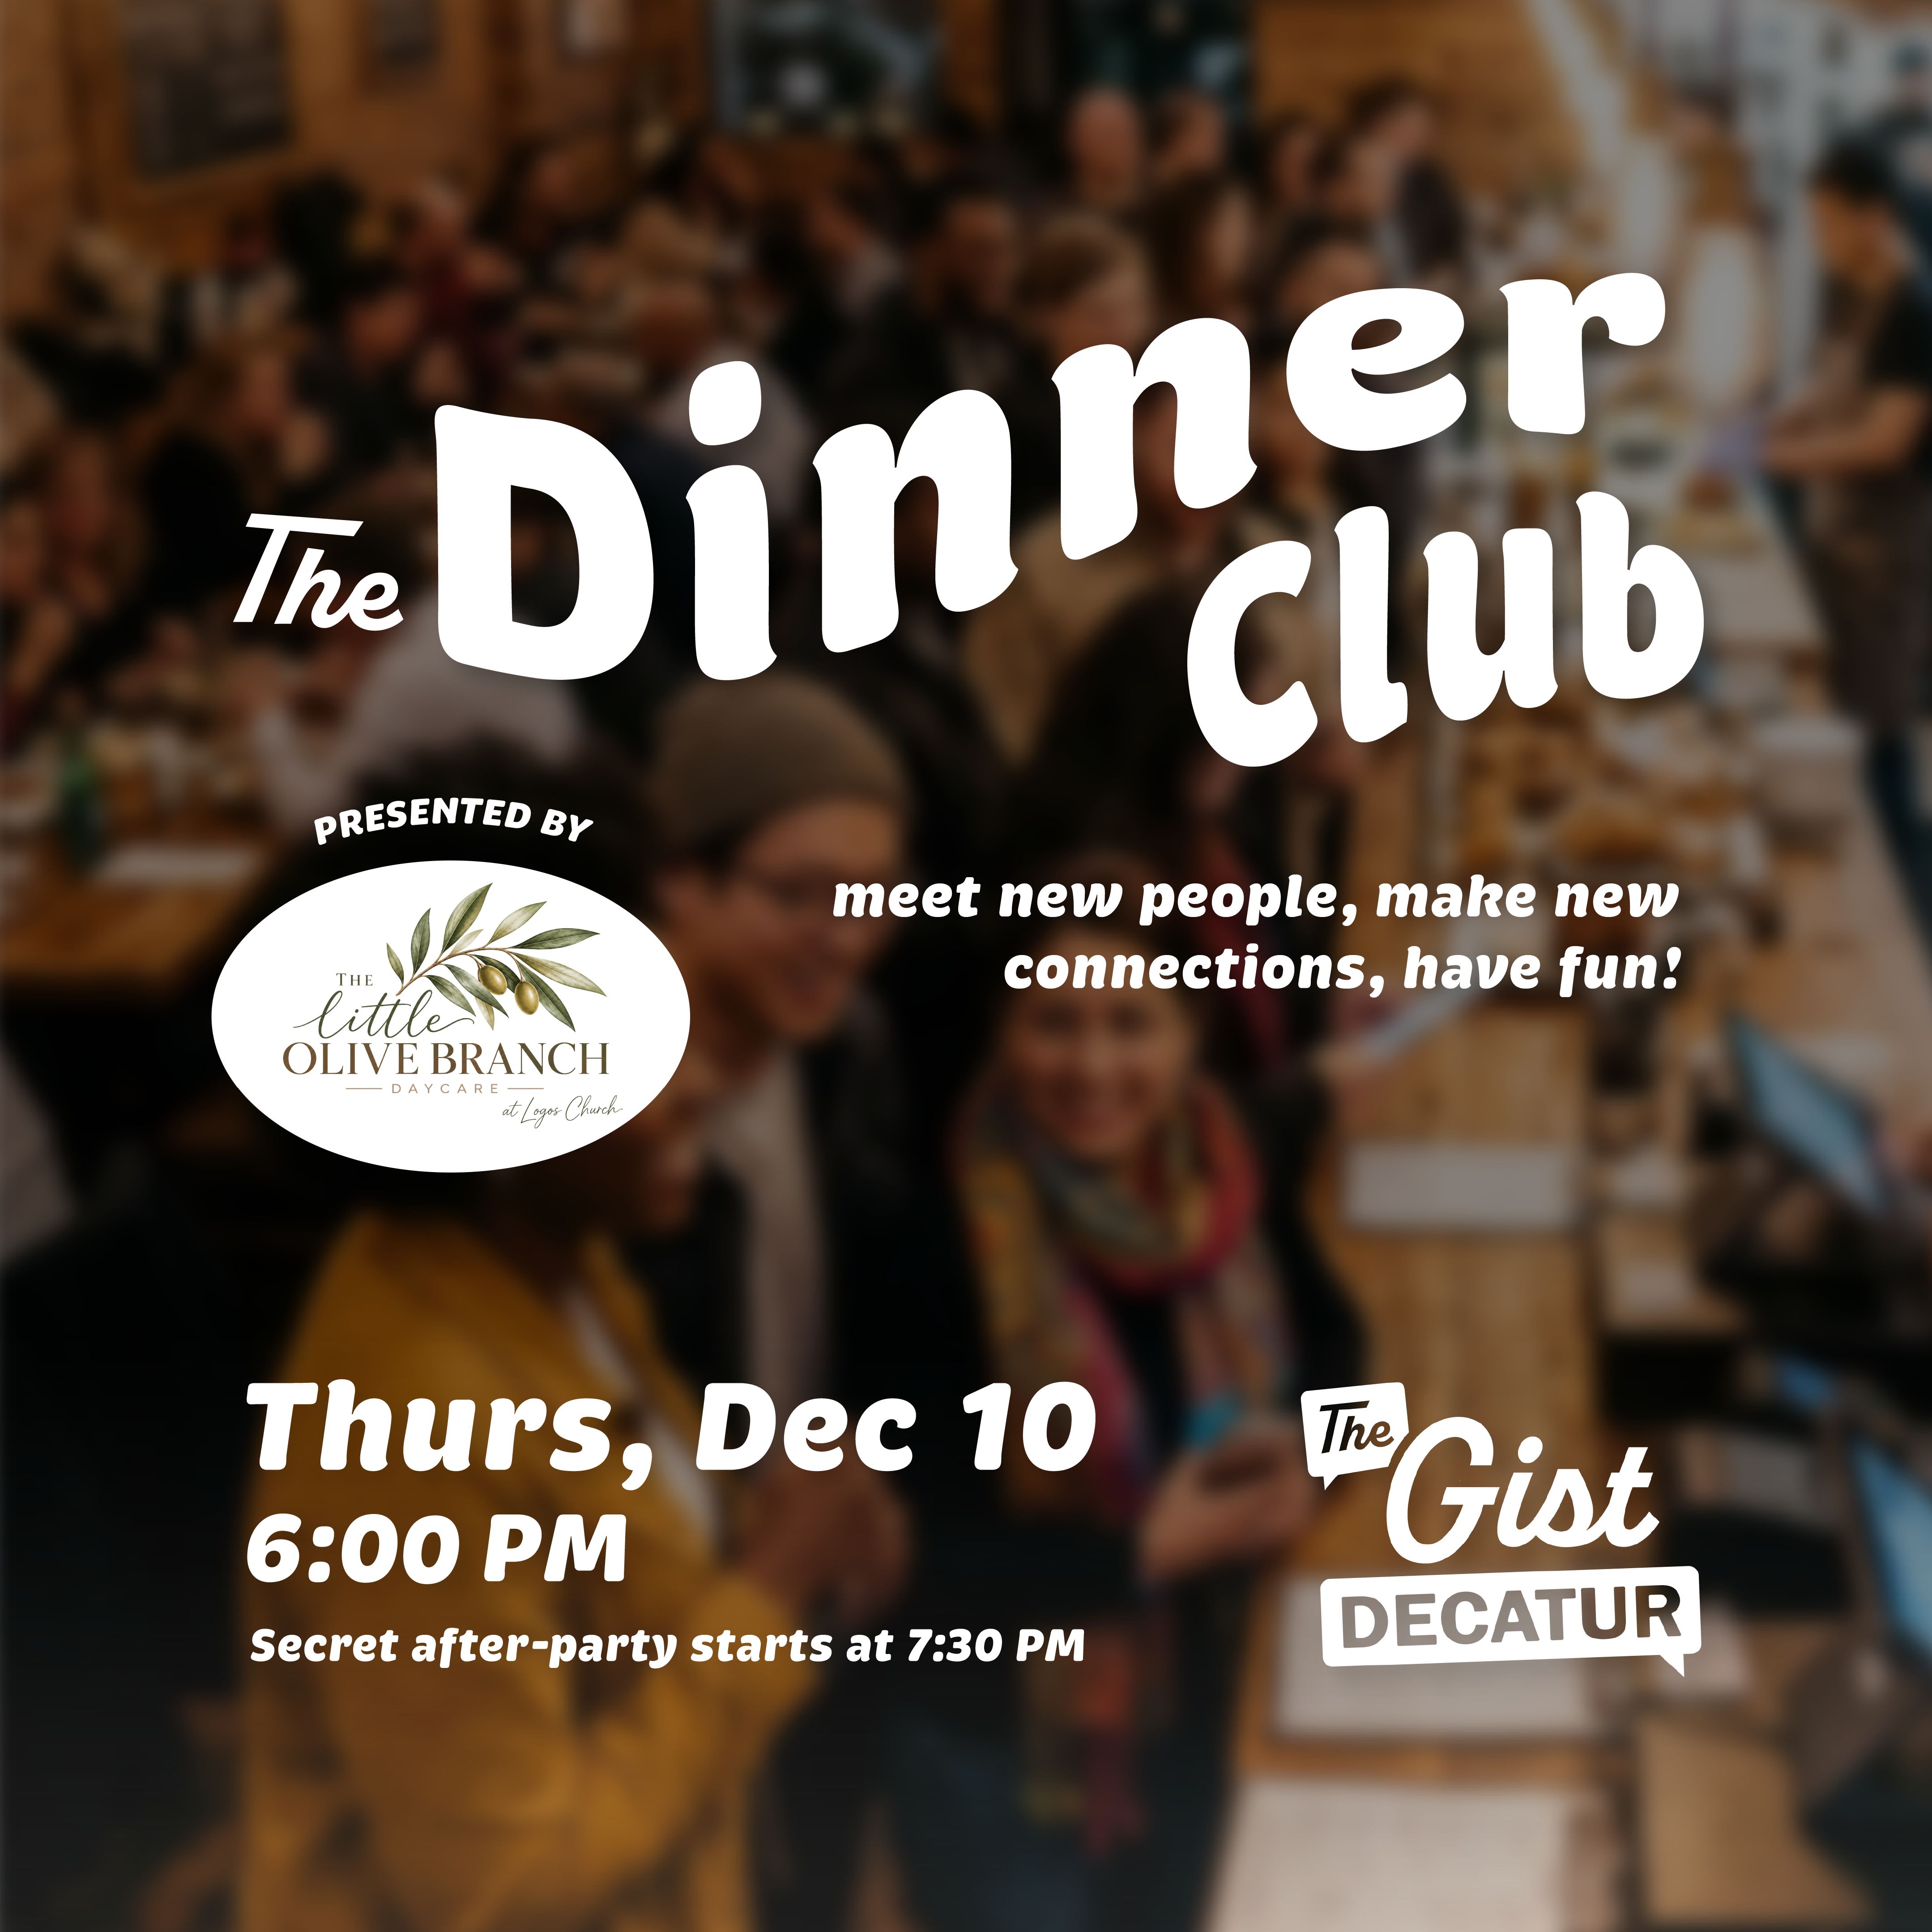 The Dinner
Club
PRESENTED BY
THE
little
OLIVE BRANCH
DAYCARE
at Logos Church
meet new people, make new
connections, have fun!
Thurs, Dec 10
6:00 PM
Secret after-party starts at 7:30 PM
The
Gist
DECATUR